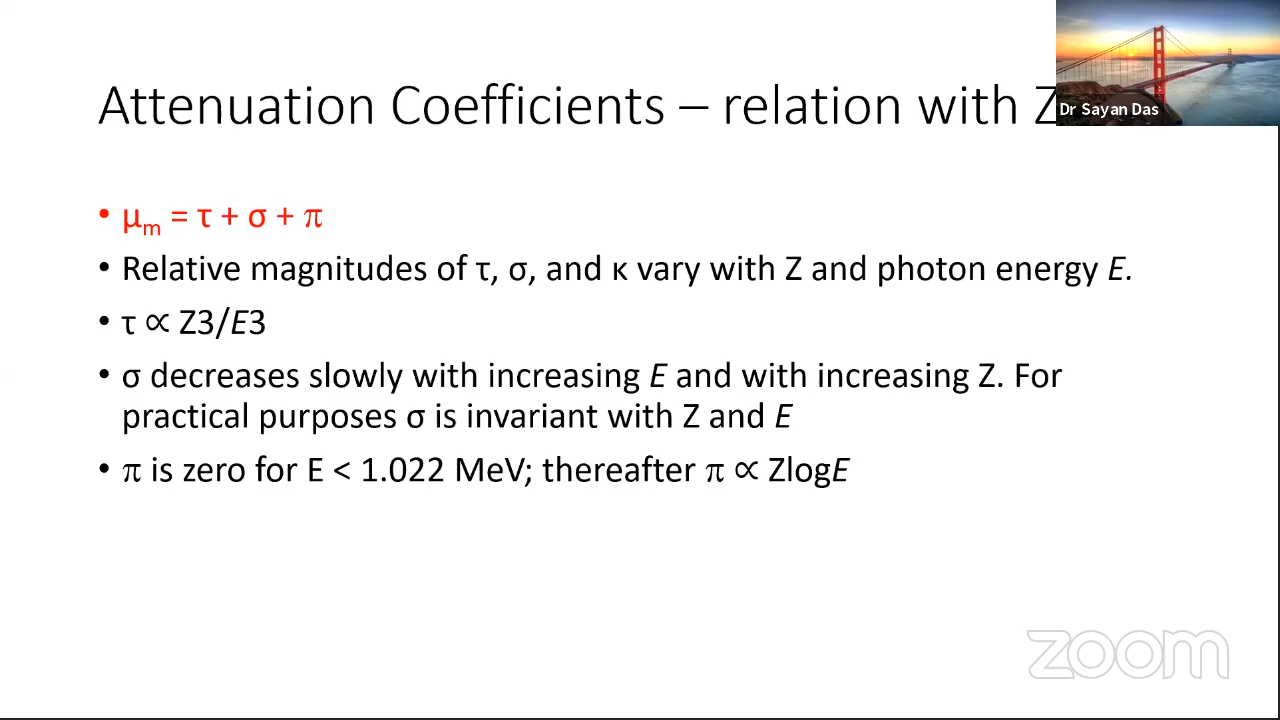 Attenuation Coefficients – relation with Z
Dr Sayan Das
• μm = τ + σ + π
• Relative magnitudes of τ, σ, and κ vary with Z and photon energy E.
• τ ∝ Z3/E3
• σ decreases slowly with increasing E and with increasing Z. For
practical purposes σ is invariant with Z and E
• π is zero for E < 1.022 MeV; thereafter π ∝ ZlogE
zoom